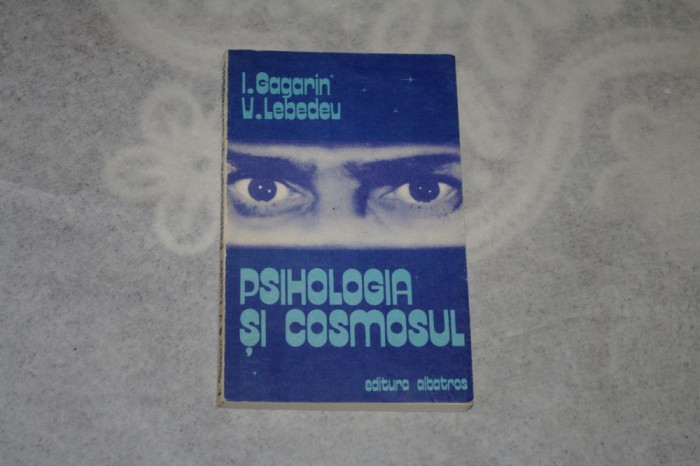 I. Gagarin
V. Lebedev
PSIHOLOGIA
ȘI COSMOSUL
editura albatros